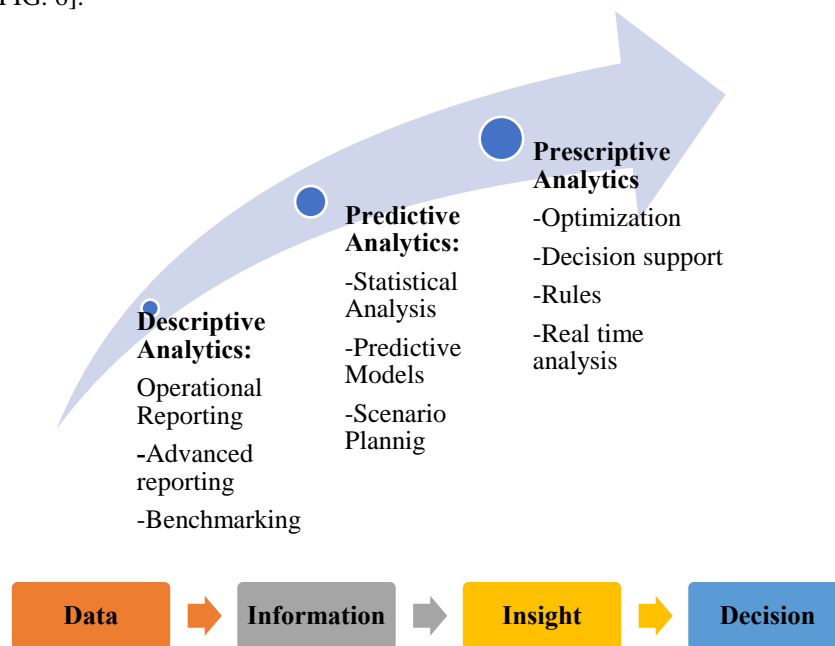 FIG. 6].
Prescriptive
Analytics
-Optimization
-Decision support
-Rules
-Real time
analysis
Predictive
Analytics:
-Statistical
Analysis
-Predictive
Models
-Scenario
Plannig
Descriptive
Analytics:
Operational
Reporting
-Advanced
reporting
-Benchmarking
Data
Information
Insight
Decision